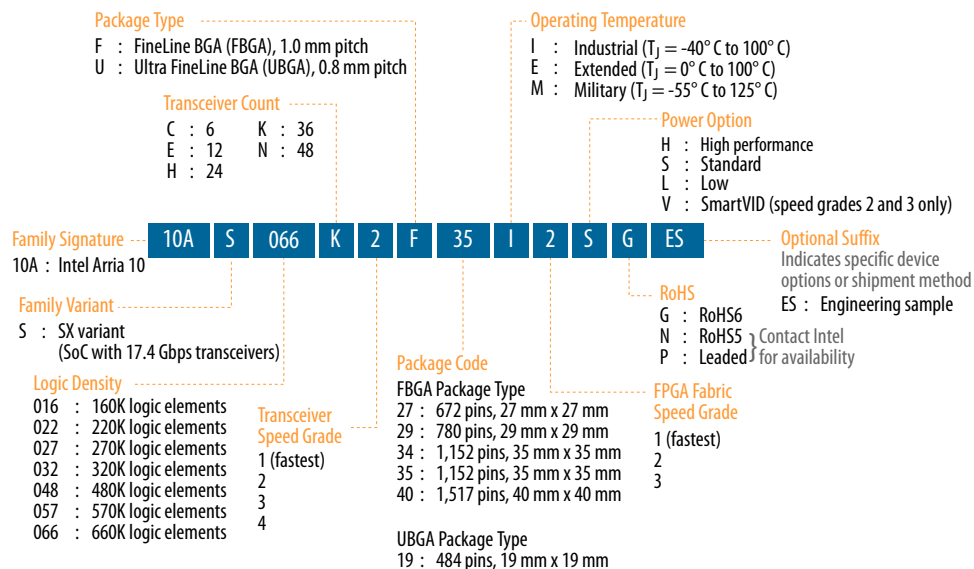 Package Type
F : FineLine BGA (FBGA), 1.0 mm pitch
U : Ultra FineLine BGA (UBGA), 0.8 mm pitch
Operating Temperature
I : Industrial (TJ = -40° C to 100° C)
E : Extended (TJ = 0° C to 100° C)
M : Military (TJ = -55° C to 125° C)
Transceiver Count
C : 6 K : 36
E : 12 N : 48
H : 24
Power Option
H : High performance
S : Standard
L : Low
V : SmartVID (speed grades 2 and 3 only)
Family Signature
10A : Intel Arria 10
10A S 066 K 2 F 35 I 2 S G ES
Optional Suffix
Indicates specific device
options or shipment method
ES : Engineering sample
Family Variant
S : SX variant
(SoC with 17.4 Gbps transceivers)
RoHS
G : RoHS6
N : RoHS5
P : Leaded
Contact Intel
for availability
Logic Density
016 : 160K logic elements
022 : 220K logic elements
027 : 270K logic elements
032 : 320K logic elements
048 : 480K logic elements
057 : 570K logic elements
066 : 660K logic elements
Transceiver
Speed Grade
1 (fastest)
2
3
4
Package Code
FBGA Package Type
27 : 672 pins, 27 mm x 27 mm
29 : 780 pins, 29 mm x 29 mm
34 : 1,152 pins, 35 mm x 35 mm
35 : 1,152 pins, 35 mm x 35 mm
40 : 1,517 pins, 40 mm x 40 mm
UBGA Package Type
19 : 484 pins, 19 mm x 19 mm
FPGA Fabric
Speed Grade
1 (fastest)
2
3